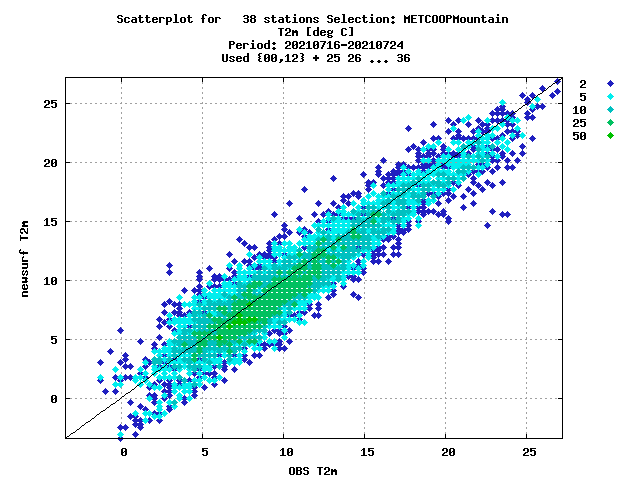 Scatterplot for   38 stations Selection: METCOOPMountain
T2m [deg C]
Period: 20210716-20210724
Used {00,12} + 25 26 ... 36
2
5
10
25
50
25
20
15
10
5
0
newsurf T2m
0 5 10 15 20 25
OBS T2m